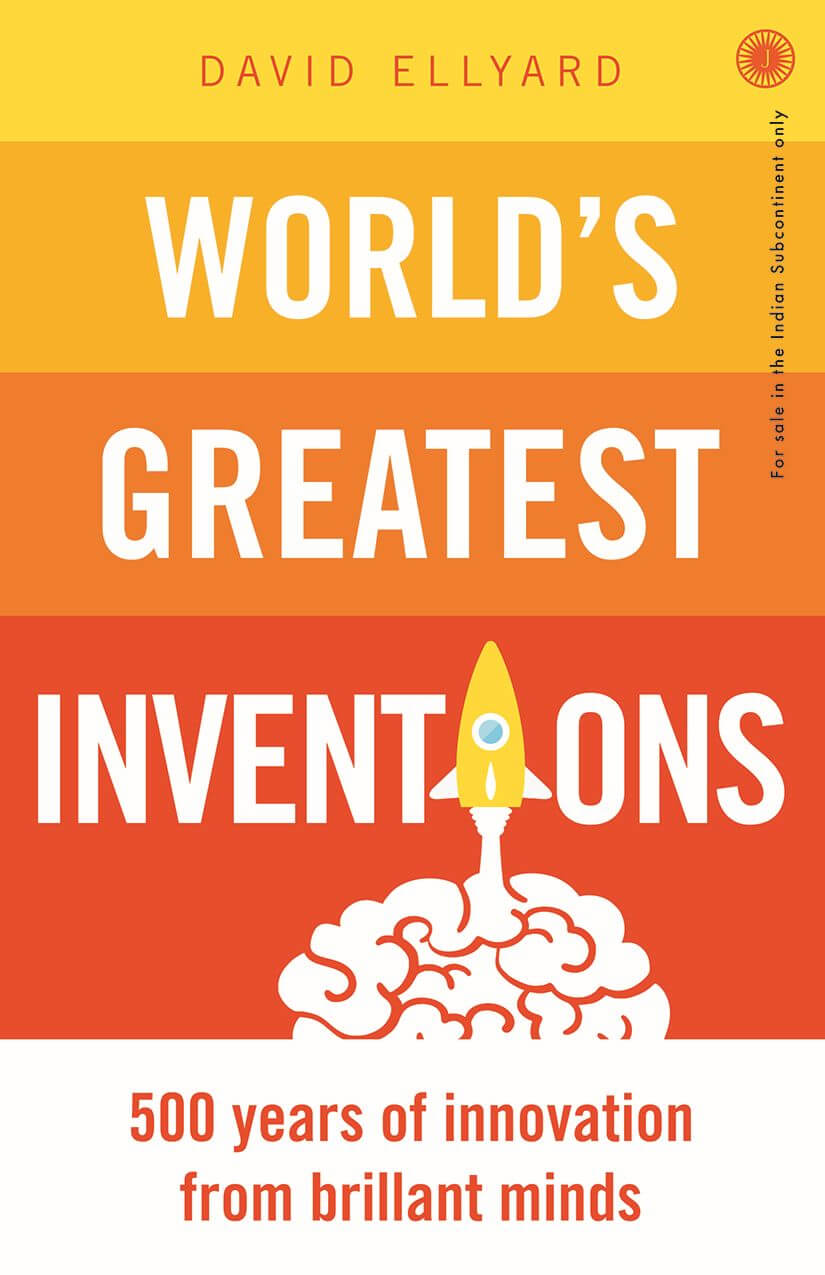 DAVID ELLYARD
J
For sale in the Indian Subcontinent only
WORLD'S
GREATEST
INVENTIONS
500 years of innovation
from brillant minds